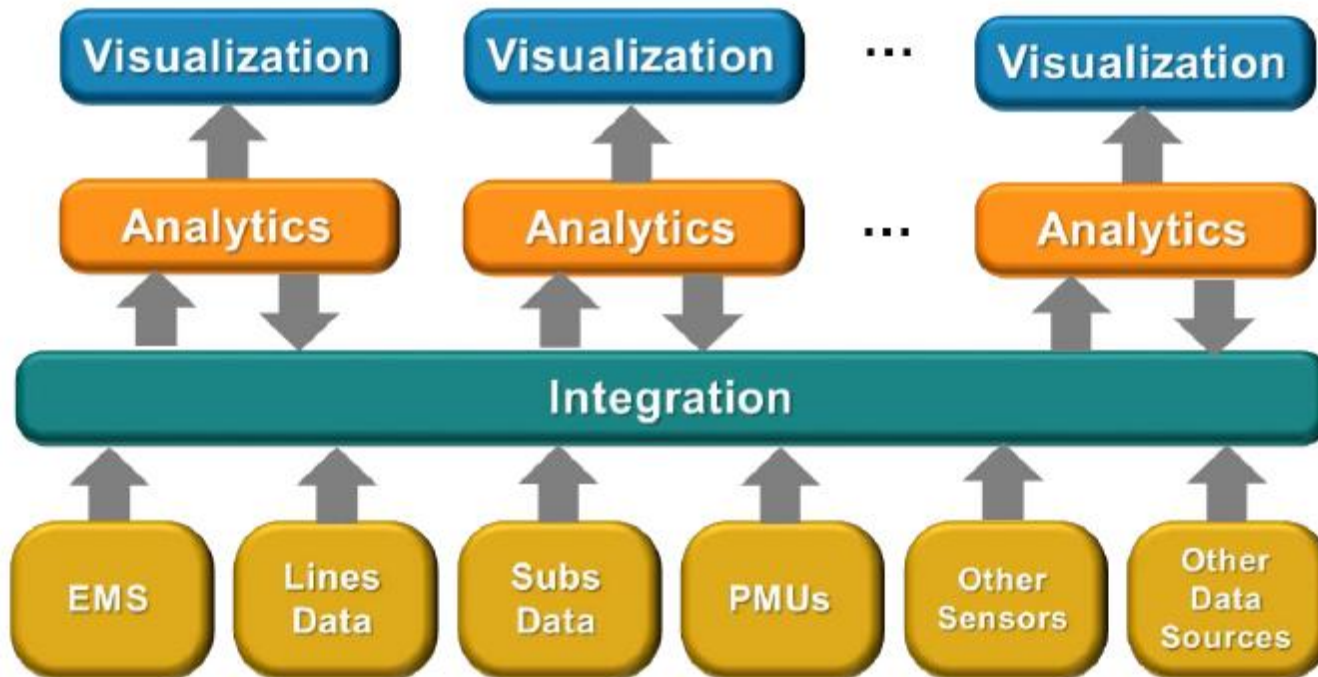 Visualization
Visualization
...
Visualization
Analytics
Analytics
...
Analytics
Integration
EMS
Lines
Data
Subs
Data
PMUs
Other
Sensors
Other
Data
Sources